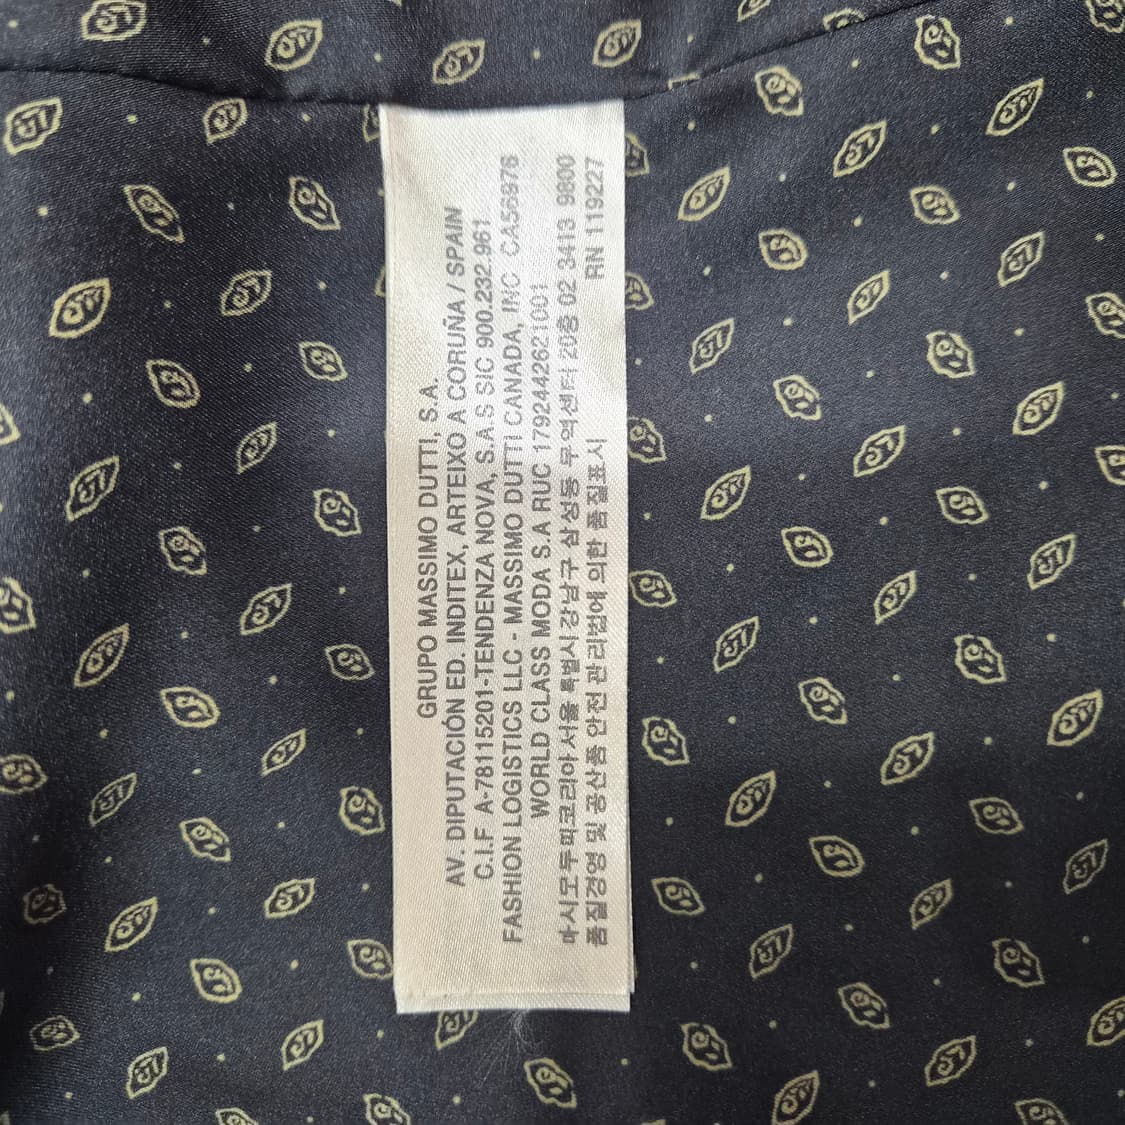 GRUPO MASSIMO DUTTI, S.A.
AV. DIPUTACIÓN ED. INDITEX, ARTEIXO A CORUÑA / SPAIN
C.I.F A-78115201-TENDENZA NOVA, S.A.S SIC 900.232.961
FASHION LOGISTICS LLC - MASSIMO DUTTI CANADA, INC CA56976
WORLD CLASS MODA S.A RUC 1792442621001
마시모두띠코리아 서울 특별시 강남구 삼성동 무역센터 20층 02 3413 9800
품질경영 및 공산품 안전 관리법에 의한 품질표시 RN 119227